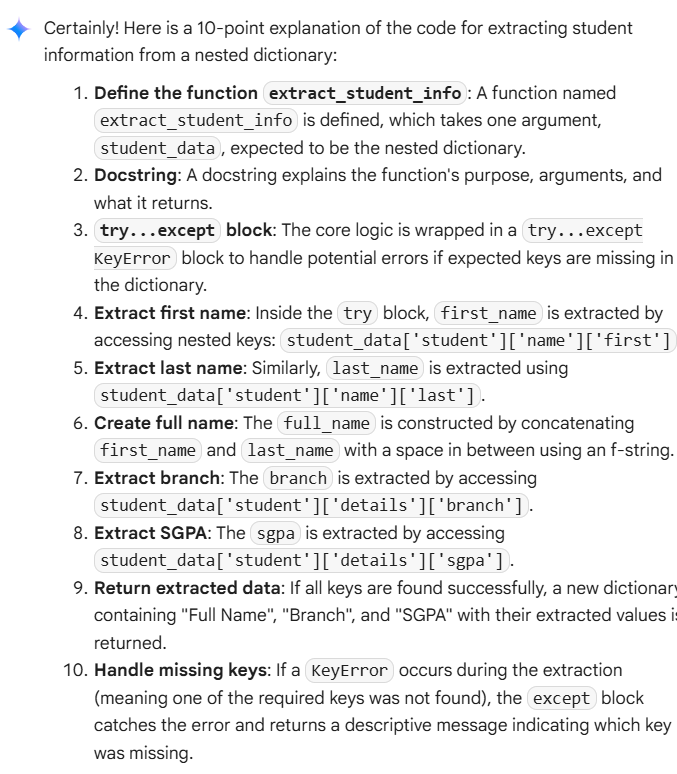 Certainly! Here is a 10-point explanation of the code for extracting student
information from a nested dictionary:
1. Define the function extract_student_info: A function named
extract_student_info is defined, which takes one argument,
student_data, expected to be the nested dictionary.
2. Docstring: A docstring explains the function's purpose, arguments, and
what it returns.
3. try...except block: The core logic is wrapped in a try...except
KeyError block to handle potential errors if expected keys are missing in
the dictionary.
4. Extract first name: Inside the try block, first_name is extracted by
accessing nested keys: student_data['student']['name']['first']
5. Extract last name: Similarly, last_name is extracted using
student_data['student']['name']['last'].
6. Create full name: The full_name is constructed by concatenating
first_name and last_name with a space in between using an f-string.
7. Extract branch: The branch is extracted by accessing
student_data['student']['details']['branch'].
8. Extract SGPA: The sgpa is extracted by accessing
student_data['student']['details']['sgpa'].
9. Return extracted data: If all keys are found successfully, a new dictionary
containing "Full Name", "Branch", and "SGPA" with their extracted values is
returned.
10. Handle missing keys: If a KeyError occurs during the extraction
(meaning one of the required keys was not found), the except block
catches the error and returns a descriptive message indicating which key
was missing.